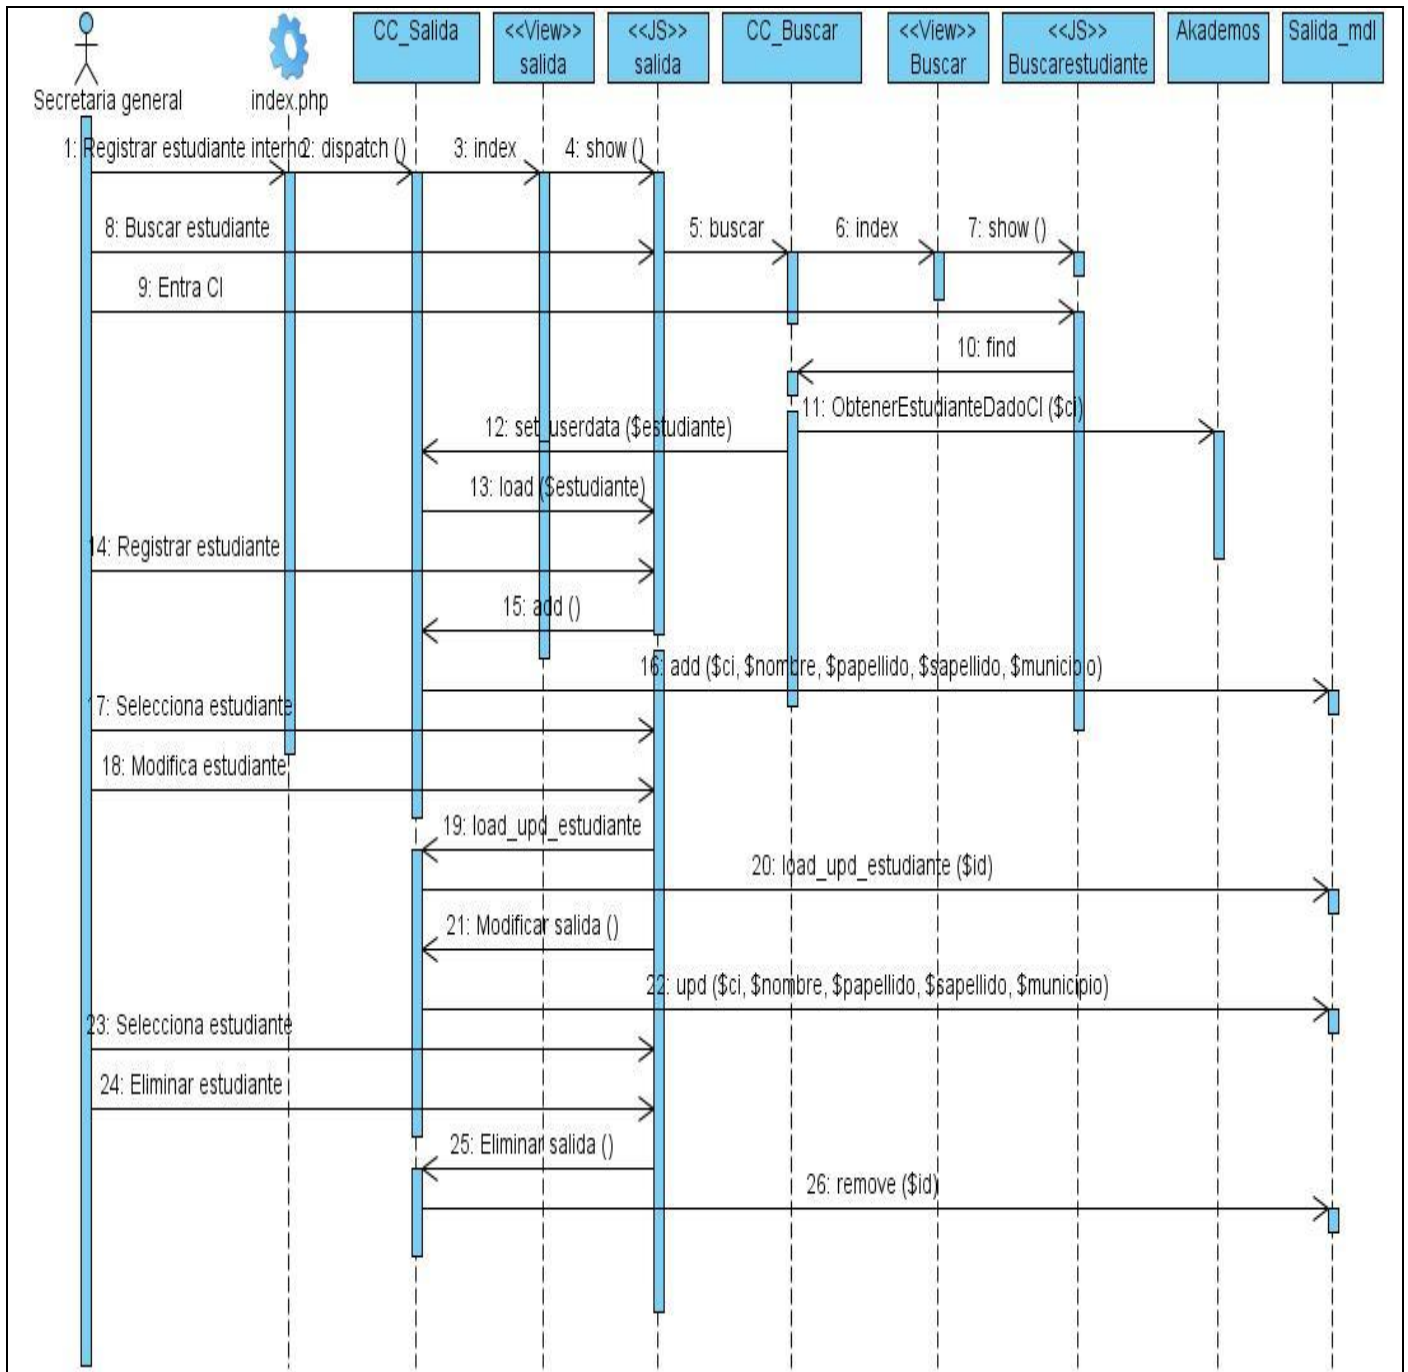 CC_Salida
<<View>>
salida
<<JS>>
salida
CC_Buscar
<<View>>
Buscar
<<JS>>
Buscarestudiante
Akademos
Salida_mdl
Secretaria general
index.php
1: Registrar estudiante interno
2: dispatch ()
3: index
4: show ()
8: Buscar estudiante
5: buscar
6: index
7: show ()
9: Entra CI
10: find
11: ObtenerEstudianteDadoCI ($ci)
12: set_userdata ($estudiante)
13: load ($estudiante)
14: Registrar estudiante
15: add ()
16: add ($ci, $nombre, $papellido, $sapellido, $municipio)
17: Selecciona estudiante
18: Modifica estudiante
19: load_upd_estudiante
20: load_upd_estudiante ($id)
21: Modificar salida ()
22: upd ($ci, $nombre, $papellido, $sapellido, $municipio)
23: Selecciona estudiante
24: Eliminar estudiante
25: Eliminar salida ()
26: remove ($id)